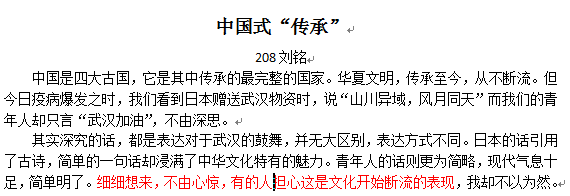 中国式“传承”
208 刘铭
中国是四大古国，它是其中传承的最完整的国家。华夏文明，传承至今，从不断流。但
今日疫病爆发之时，我们看到日本赠送武汉物资时，说“山川异域，风月同天”而我们的青
年人却只言“武汉加油”，不由深思。
其实深究的话，都是表达对于武汉的鼓舞，并无大区别，表达方式不同。日本的话引用
了古诗，简单的一句话却浸满了中华文化特有的魅力。青年人的话则更为简略，现代气息十
足，简单明了。细细想来，不由心惊，有的人担心这是文化开始断流的表现，我却不以为然。